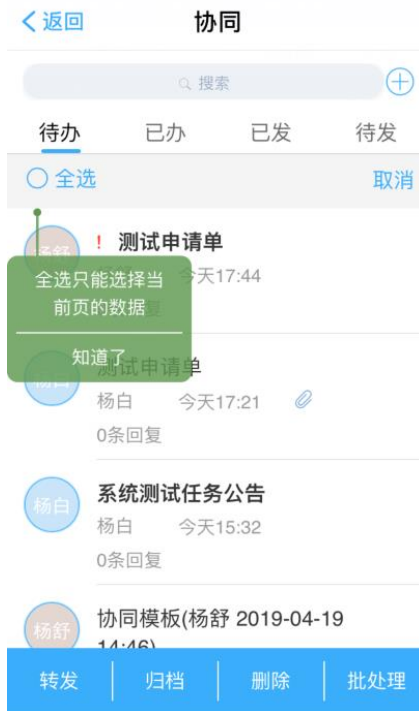 返回
协同
搜索
待办 已办 已发 待发
全选 取消
杨舒
! 测试申请单
今天17:44
全选只能选择当
前页的数据
知道了
测试申请单
杨白 今天17:21
0条回复
杨白
系统测试任务公告
杨白 今天15:32
0条回复
杨舒
协同模板(杨舒 2019-04-19
14:46)
转发 归档 删除 批处理